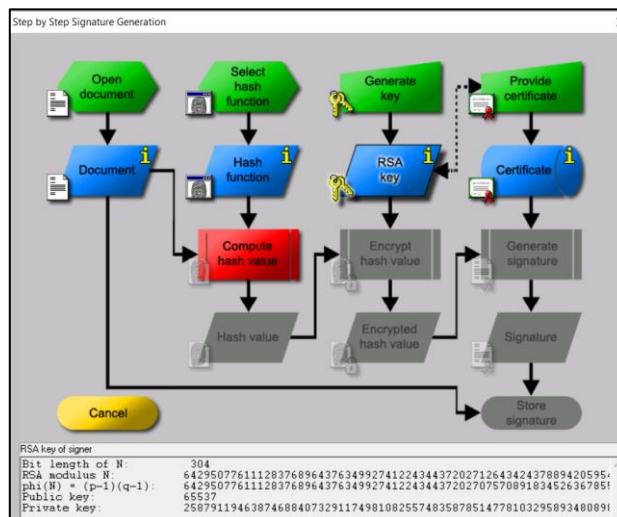 Step by Step Signature Generation
Open document
Select hash function
Generate key
Provide certificate
Document
i
Hash function
i
RSA key
i
Certificate
i
Compute hash value
Encrypt hash value
Generate signature
Hash value
Encrypted hash value
Signature
Cancel
Store signature
RSA key of signer
Bit length of N: 304
RSA modulus N: 642950776111283768964376349927412243443720271264342437889420595
phi(N) = (p-1)(q-1): 64295077611128376896437634992741224344372027075708918345263678
Public key: 65537
Private key: 258791194638746884073291174981082557483587851477810329589348089